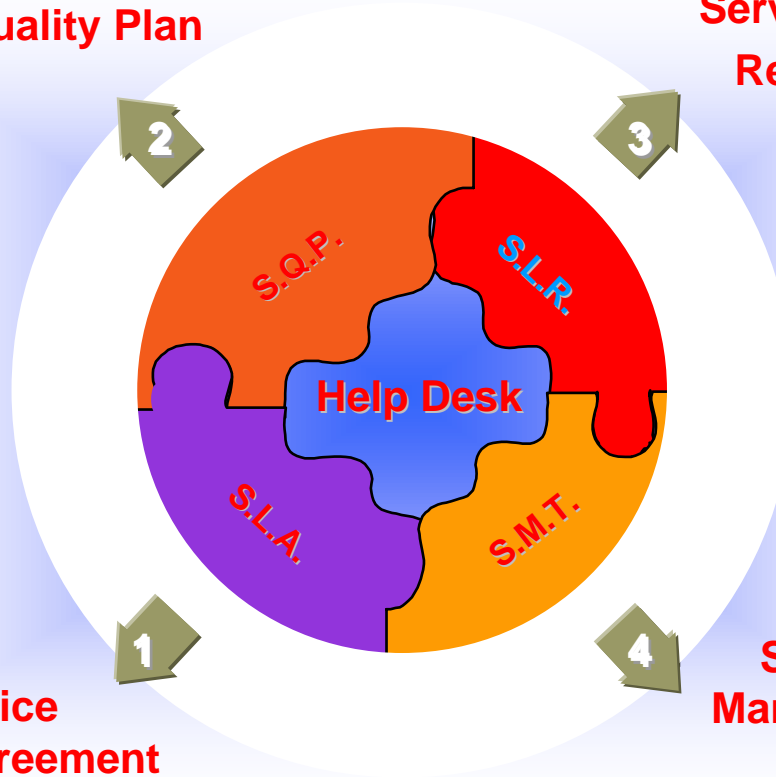 uality Plan
Serv
Re
2
3
S.Q.P.
S.L.R.
Help Desk
S.L.A.
S.M.T.
1
4
ice
reement
S
Mar